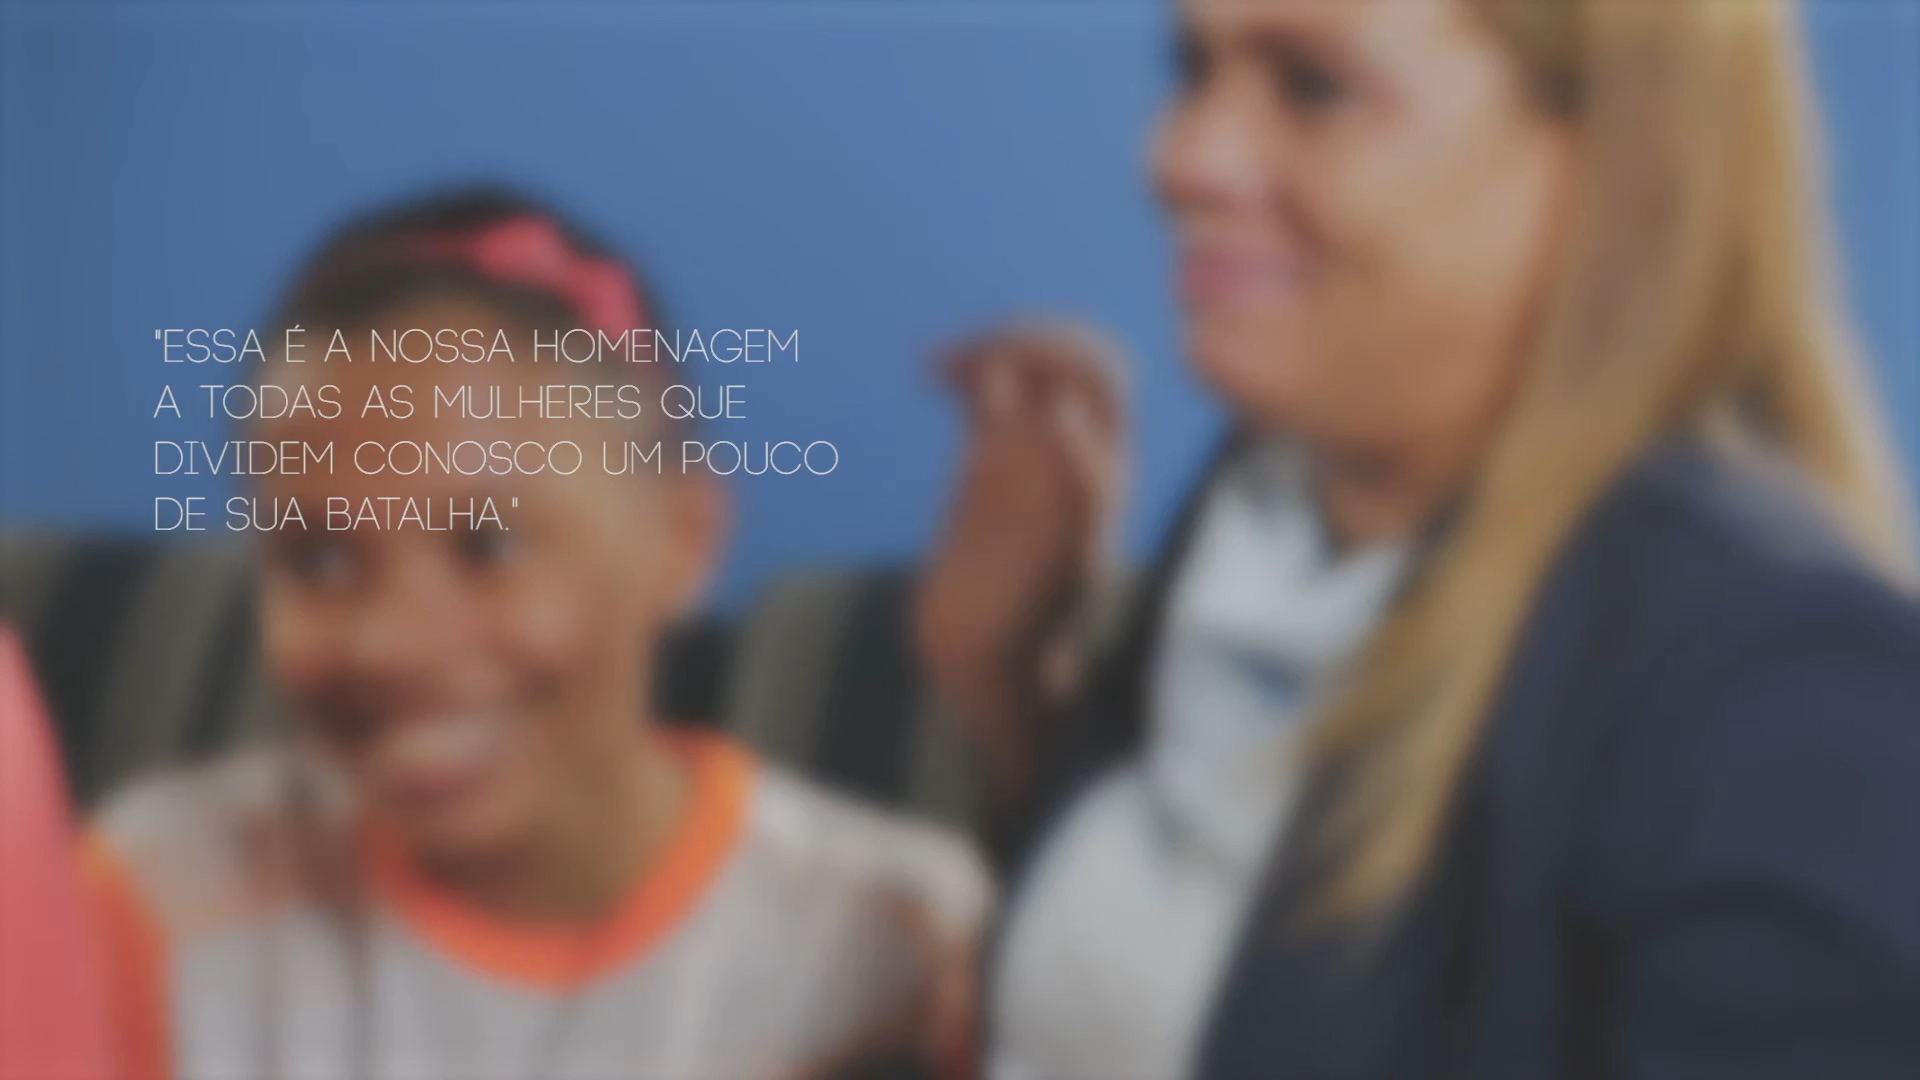 "ESSA É A NOSSA HOMENAGEM
A TODAS AS MULHERES QUE
DIVIDEM CONOSCO UM POUCO
DE SUA BATALHA."